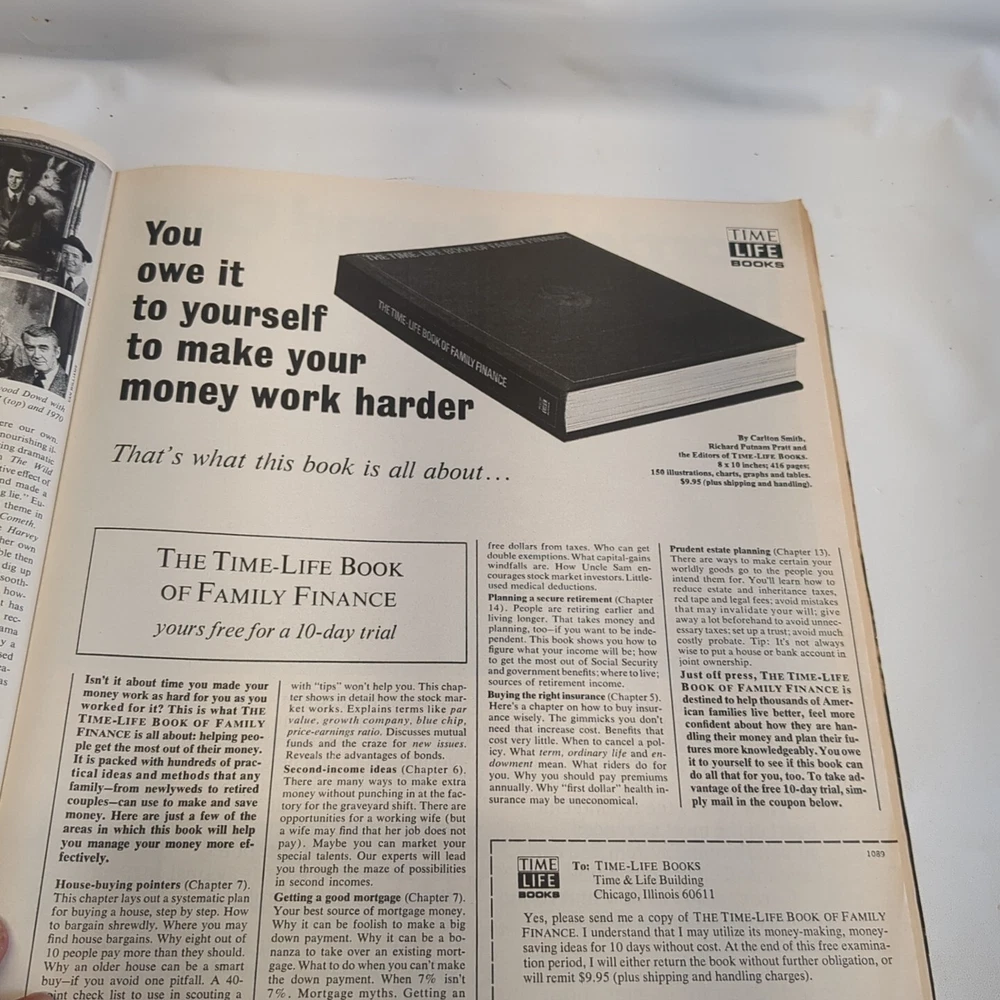 You
owe it
to yourself
to make your
money work harder
That's what this book is all about...
THE TIME-LIFE BOOK OF FAMILY FINANCE
THE TIME-LIFE BOOK OF FAMILY FINANCE
TIME
LIFE
BOOKS
By Carlton Smith,
Richard Putnam Pratt and
the Editors of TIME-LIFE BOOKS.
8 x 10 inches; 416 pages;
150 illustrations, charts, graphs and tables.
$9.95 (plus shipping and handling).
THE TIME-LIFE BOOK
OF FAMILY FINANCE
yours free for a 10-day trial
Isn't it about time you made your
money work as hard for you as you
worked for it? This is what THE
TIME-LIFE BOOK OF FAMILY
FINANCE is all about: helping peo-
ple get the most out of their money.
It is packed with hundreds of prac-
tical ideas and methods that any
family—from newlyweds to retired
couples—can use to make and save
money. Here are just a few of the
areas in which this book will help
you manage your money more ef-
fectively.
House-buying pointers (Chapter 7).
This chapter lays out a systematic plan
for buying a house, step by step. How
to bargain shrewdly. Where you may
find house bargains. Why eight out of
10 people pay more than they should.
Why an older house can be a smart
buy—if you avoid one pitfall. A 40-
point check list to use in scouting a
with "tips" won't help you. This chap-
ter shows in detail how the stock mar-
ket works. Explains terms like par
value, growth company, blue chip,
price-earnings ratio. Discusses mutual
funds and the craze for new issues.
Reveals the advantages of bonds.
Second-income ideas (Chapter 6).
There are many ways to make extra
money without punching in at the fac-
tory for the graveyard shift. There are
opportunities for a working wife (but
a wife may find that her job does not
pay). Maybe you can market your
special talents. Our experts will lead
you through the maze of possibilities
in second incomes.
Getting a good mortgage (Chapter 7).
Your best source of mortgage money.
Why it can be foolish to make a big
down payment. Why it can be a bo-
nanza to take over an existing mort-
gage. What to do when you can't make
the down payment. When 7% isn't
7%. Mortgage myths. Getting an
free dollars from taxes. Who can get
double exemptions. What capital-gains
windfalls are. How Uncle Sam en-
courages stock market investors. Little-
used medical deductions.
Planning a secure retirement (Chapter
14). People are retiring earlier and
living longer. That takes money and
planning, too—if you want to be inde-
pendent. This book shows you how to
figure what your income will be; how
to get the most out of Social Security
and government benefits; where to live;
sources of retirement income.
Buying the right insurance (Chapter 5).
Here's a chapter on how to buy insur-
ance wisely. The gimmicks you don't
need that increase cost. Benefits that
cost very little. When to cancel a pol-
icy. What term, ordinary life and en-
dowment mean. What riders do for
you. Why you should pay premiums
annually. Why "first dollar" health in-
surance may be uneconomical.
Prudent estate planning (Chapter 13).
There are ways to make certain your
worldly goods go to the people you
intend them for. You'll learn how to
reduce estate and inheritance taxes,
red tape and legal fees; avoid mistakes
that may invalidate your will; give
away a lot beforehand to avoid unnec-
essary taxes; set up a trust; avoid much
costly probate. Tip: It's not always
wise to put a house or bank account in
joint ownership.
Just off press, THE TIME-LIFE
BOOK OF FAMILY FINANCE is
destined to help thousands of Amer-
ican families live better, feel more
confident about how they are han-
dling their money and plan their fu-
tures more knowledgeably. You owe
it to yourself to see if this book can
do all that for you, too. To take ad-
vantage of the free 10-day trial, sim-
ply mail in the coupon below.
1089
TIME
LIFE
BOOKS
To: TIME-LIFE BOOKS
Time & Life Building
Chicago, Illinois 60611
Yes, please send me a copy of THE TIME-LIFE BOOK OF FAMILY
FINANCE. I understand that I may utilize its money-making, money-
saving ideas for 10 days without cost. At the end of this free examina-
tion period, I will either return the book without further obligation, or
will remit $9.95 (plus shipping and handling charges).